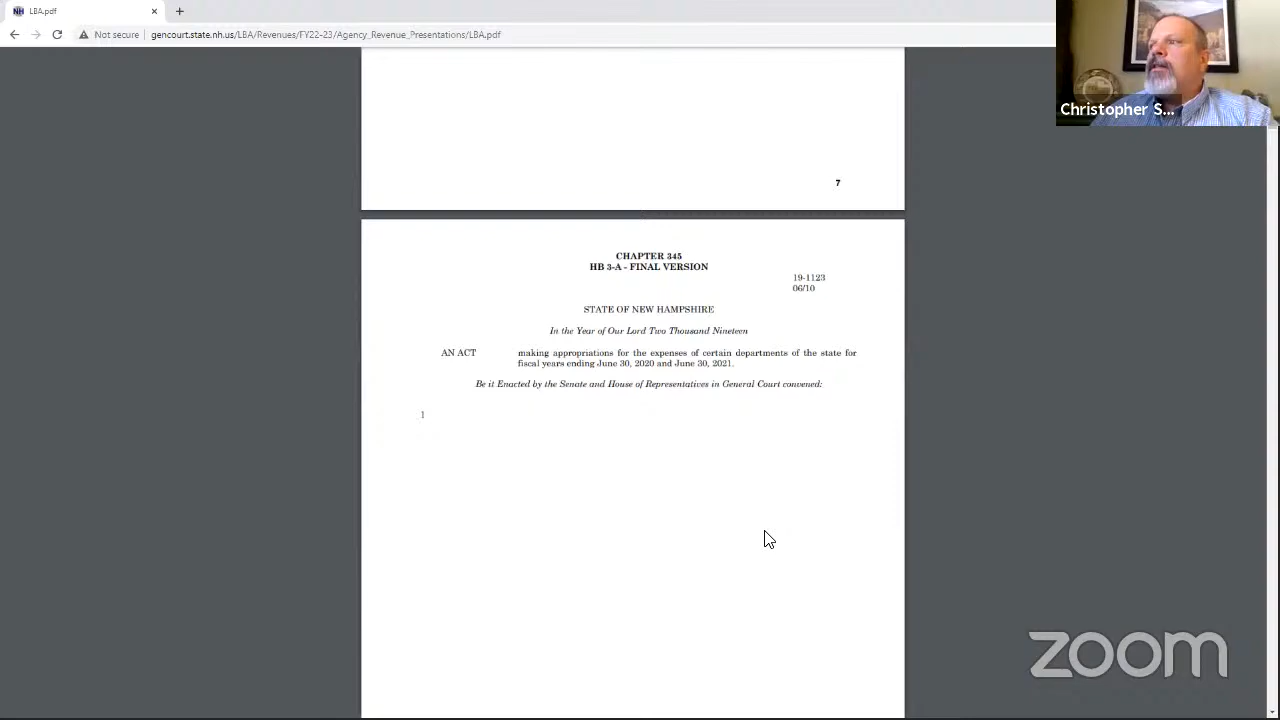 NH LBA.pdf
Not secure gencourt.state.nh.us/LBA/Revenues/FY22-23/Agency_Revenue_Presentations/LBA.pdf
Christopher S...
7
CHAPTER 345
HB 3-A - FINAL VERSION
19-1123
06/10
STATE OF NEW HAMPSHIRE
In the Year of Our Lord Two Thousand Nineteen
AN ACT making appropriations for the expenses of certain departments of the state for
fiscal years ending June 30, 2020 and June 30, 2021.
Be it Enacted by the Senate and House of Representatives in General Court convened:
1
zoom